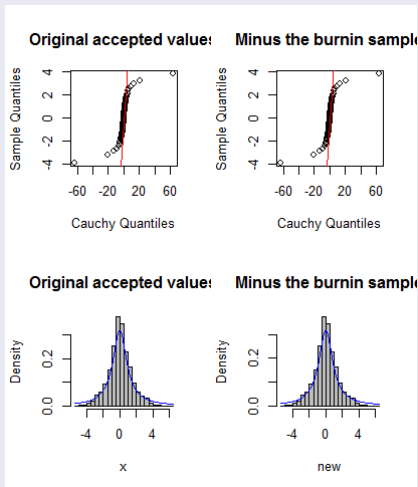 Original accepted values Minus the burnin sample
Sample Quantiles
-4 -2 0 2 4
-60 -20 20 60
Cauchy Quantiles
Sample Quantiles
-4 -2 0 2 4
-60 -20 20 60
Cauchy Quantiles
Original accepted values Minus the burnin sample
Density
0.0 0.2
-4 0 4
x
Density
0.0 0.2
-4 0 4
new